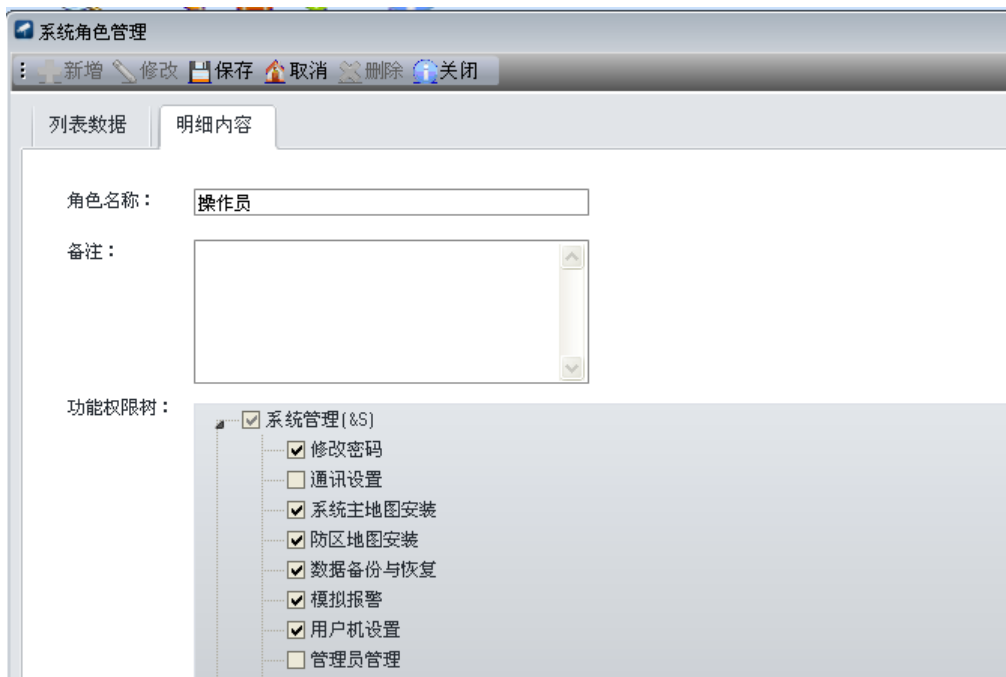 系统角色管理
新增 修改 保存 取消 删除 关闭
列表数据 明细内容
角色名称： 操作员
备注：
功能权限树：
系统管理(&S)
修改密码
通讯设置
系统主地图安装
防区地图安装
数据备份与恢复
模拟报警
用户机设置
管理员管理